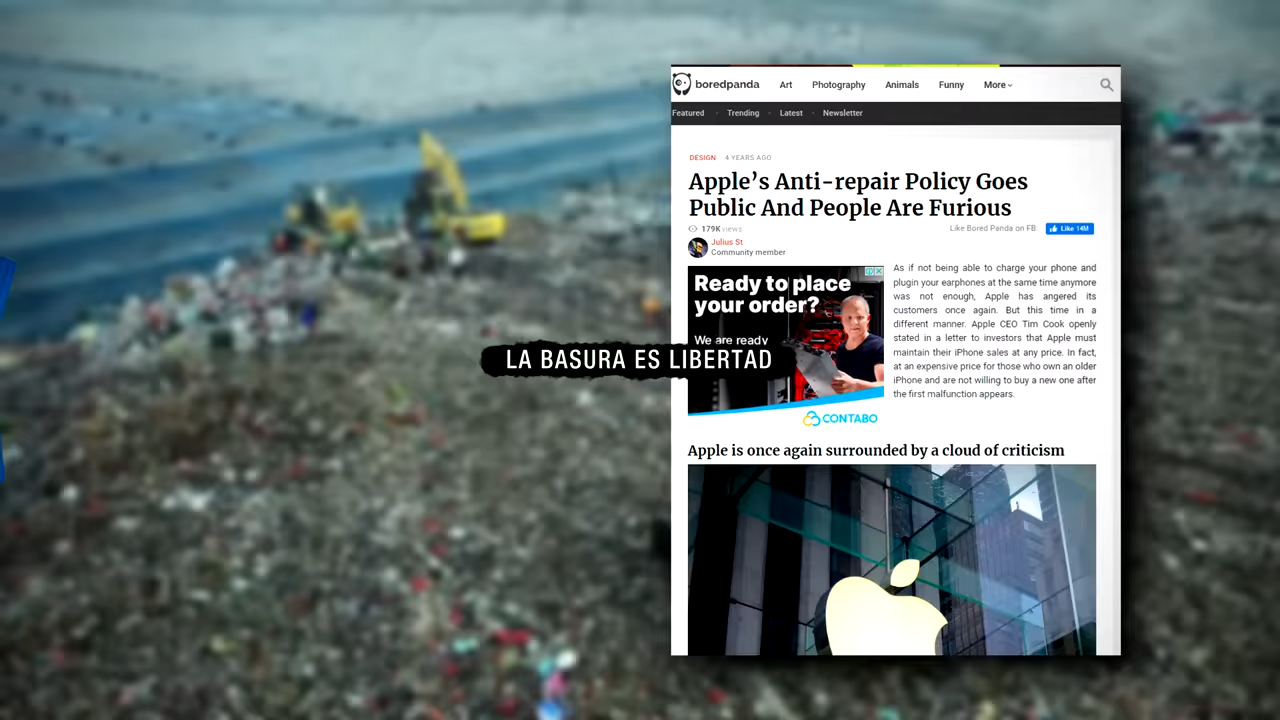 boredpanda
Art
Photography
Animals
Funny
More
Featured
Trending
Latest
Newsletter
DESIGN
4 YEARS AGO
Apple's Anti-repair Policy Goes
Public And People Are Furious
179K views
Like Bored Panda on FB
Like 14M
Julius St
Community member
Ready to place
your order?
We are ready
CONTABO
As if not being able to charge your phone and
plugin your earphones at the same time anymore
was not enough, Apple has angered its
customers once again. But this time in a
different manner. Apple CEO Tim Cook openly
stated in a letter to investors that Apple must
maintain their iPhone sales at any price. In fact,
at an expensive price for those who own an older
iPhone and are not willing to buy a new one after
the first malfunction appears.
LA BASURA ES LIBERTAD
Apple is once again surrounded by a cloud of criticism